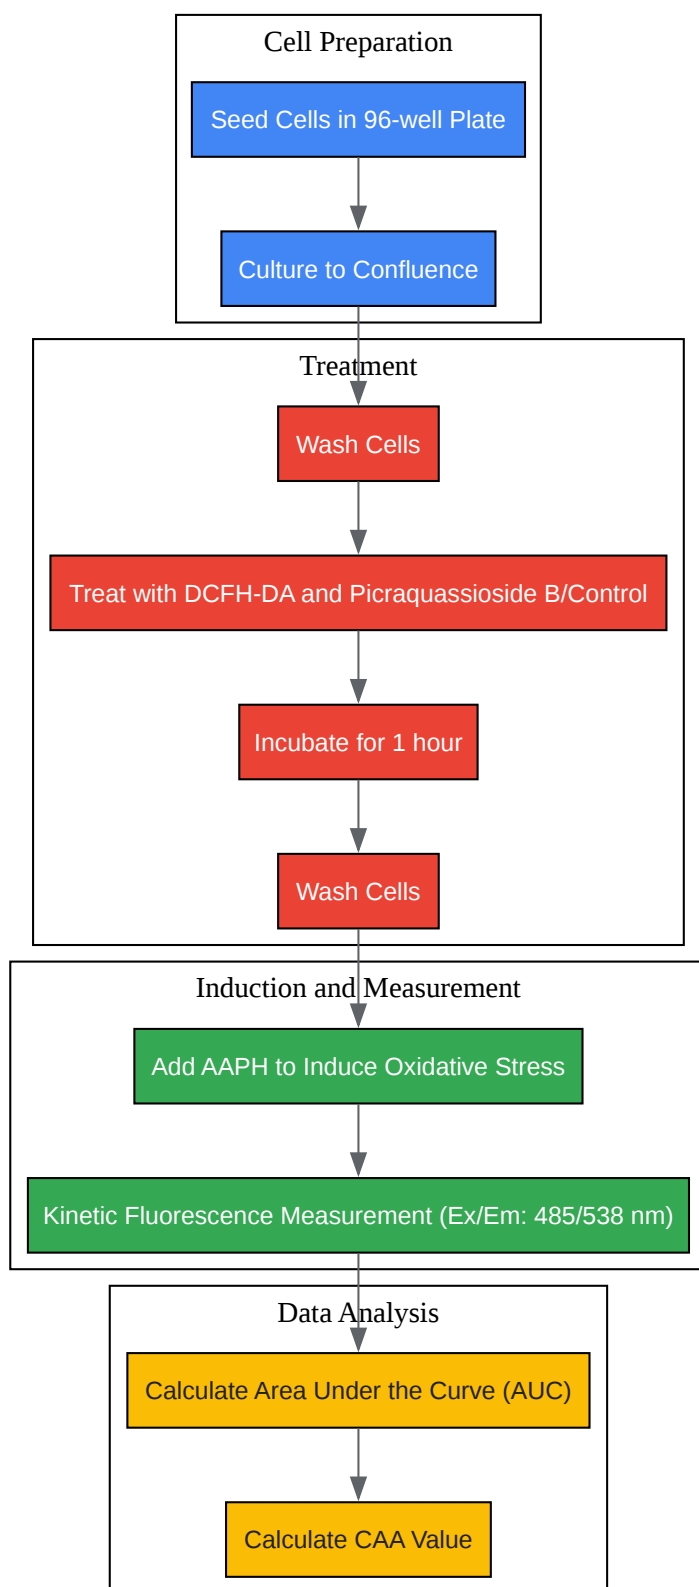 Cell Preparation
Seed Cells in 96-well Plate
Culture to Confluence
Treatment
Wash Cells
Treat with DCFH-DA and Picraquassioside B/Control
Incubate for 1 hour
Wash Cells
Induction and Measurement
Add AAPH to Induce Oxidative Stress
Kinetic Fluorescence Measurement (Ex/Em: 485/538 nm)
Data Analysis
Calculate Area Under the Curve (AUC)
Calculate CAA Value